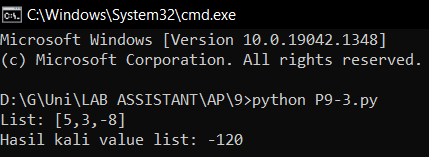 C:\Windows\System32\cmd.exe
Microsoft Windows [Version 10.0.19042.1348]
(c) Microsoft Corporation. All rights reserved.
D:\G\Uni\LAB ASSISTANT\AP\9>python P9-3.py
List: [5,3,-8]
Hasil kali value list: -120